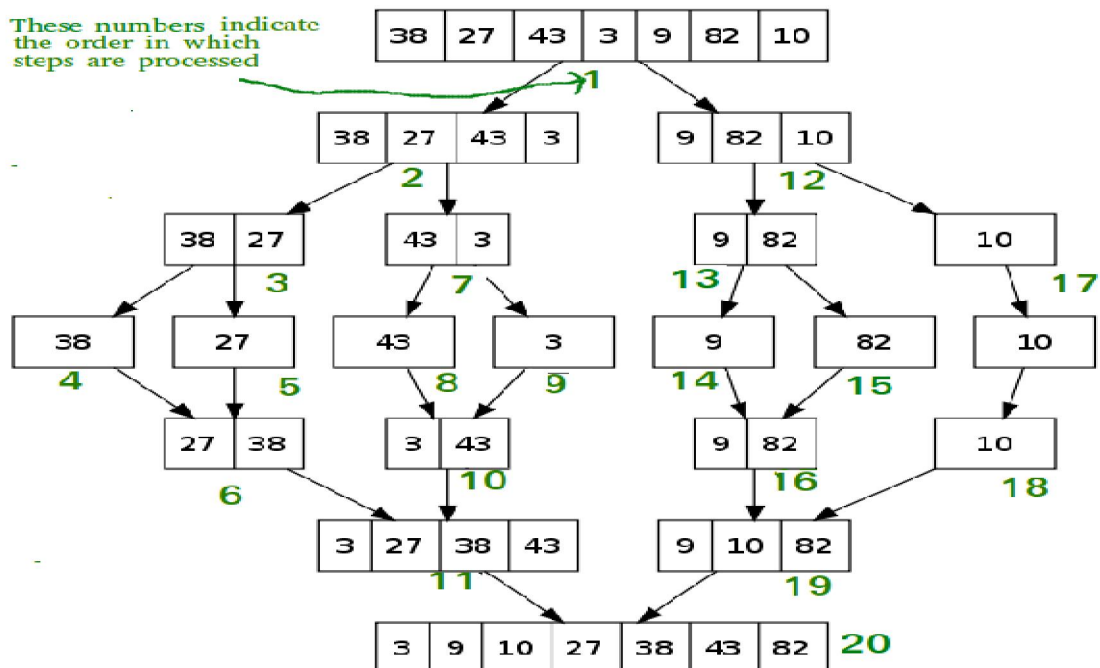 These numbers indicate
the order in which
steps are processed
38 27 43 3 9 82 10
1
38 27 43 3 9 82 10
2 12
38 27 43 3 9 82 10
3 7 13 17
38 27 43 3 9 82 10
4 5 8 9 14 15
27 38 3 43 9 82 10
6 10 16 18
3 27 38 43 9 10 82
11 19
3 9 10 27 38 43 82 20